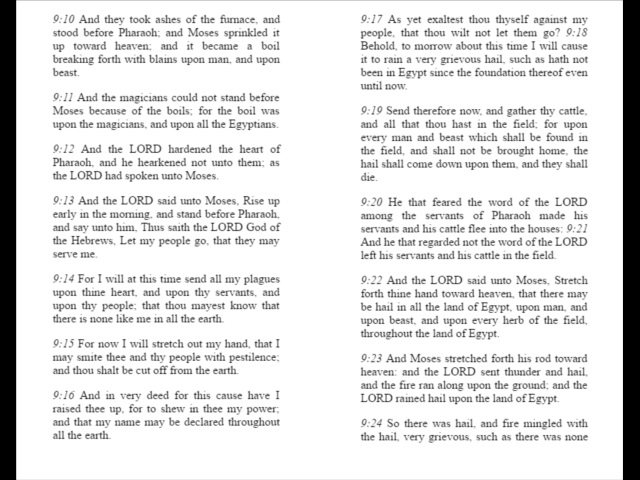 9:10 And they took ashes of the furnace, and
stood before Pharaoh; and Moses sprinkled it
up toward heaven; and it became a boil
breaking forth with blains upon man, and upon
beast.
9:11 And the magicians could not stand before
Moses because of the boils; for the boil was
upon the magicians, and upon all the Egyptians.
9:12 And the LORD hardened the heart of
Pharaoh, and he hearkened not unto them; as
the LORD had spoken unto Moses.
9:13 And the LORD said unto Moses, Rise up
early in the morning, and stand before Pharaoh,
and say unto him, Thus saith the LORD God of
the Hebrews, Let my people go, that they may
serve me.
9:14 For I will at this time send all my plagues
upon thine heart, and upon thy servants, and
upon thy people; that thou mayest know that
there is none like me in all the earth.
9:15 For now I will stretch out my hand, that I
may smite thee and thy people with pestilence;
and thou shalt be cut off from the earth.
9:16 And in very deed for this cause have I
raised thee up, for to shew in thee my power;
and that my name may be declared throughout
all the earth.
9:17 As yet exaltest thou thyself against my
people, that thou wilt not let them go? 9:18
Behold, to morrow about this time I will cause
it to rain a very grievous hail, such as hath not
been in Egypt since the foundation thereof even
until now.
9:19 Send therefore now, and gather thy cattle,
and all that thou hast in the field; for upon
every man and beast which shall be found in
the field, and shall not be brought home, the
hail shall come down upon them, and they shall
die.
9:20 He that feared the word of the LORD
among the servants of Pharaoh made his
servants and his cattle flee into the houses: 9:21
And he that regarded not the word of the LORD
left his servants and his cattle in the field.
9:22 And the LORD said unto Moses, Stretch
forth thine hand toward heaven, that there may
be hail in all the land of Egypt, upon man, and
upon beast, and upon every herb of the field,
throughout the land of Egypt.
9:23 And Moses stretched forth his rod toward
heaven: and the LORD sent thunder and hail,
and the fire ran along upon the ground; and the
LORD rained hail upon the land of Egypt.
9:24 So there was hail, and fire mingled with
the hail, very grievous, such as there was none